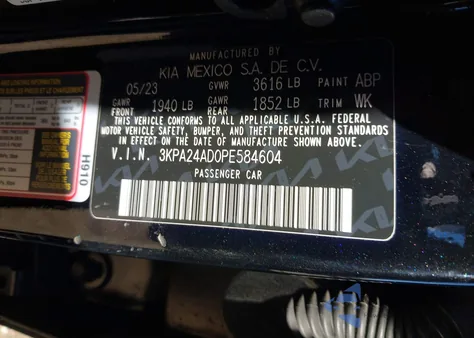 MANUFACTURED BY
KIA MEXICO S.A. DE C.V.
05/23 GVWR 3616 LB PAINT ABP
GAWR FRONT 1940 LB GAWR REAR 1852 LB TRIM WK
THIS VEHICLE CONFORMS TO ALL APPLICABLE U.S.A. FEDERAL
MOTOR VEHICLE SAFETY, BUMPER, AND THEFT PREVENTION STANDARDS
IN EFFECT ON THE DATE OF MANUFACTURE SHOWN ABOVE.
V.I.N. 3KPA24AD0PE584604
PASSENGER CAR
H910